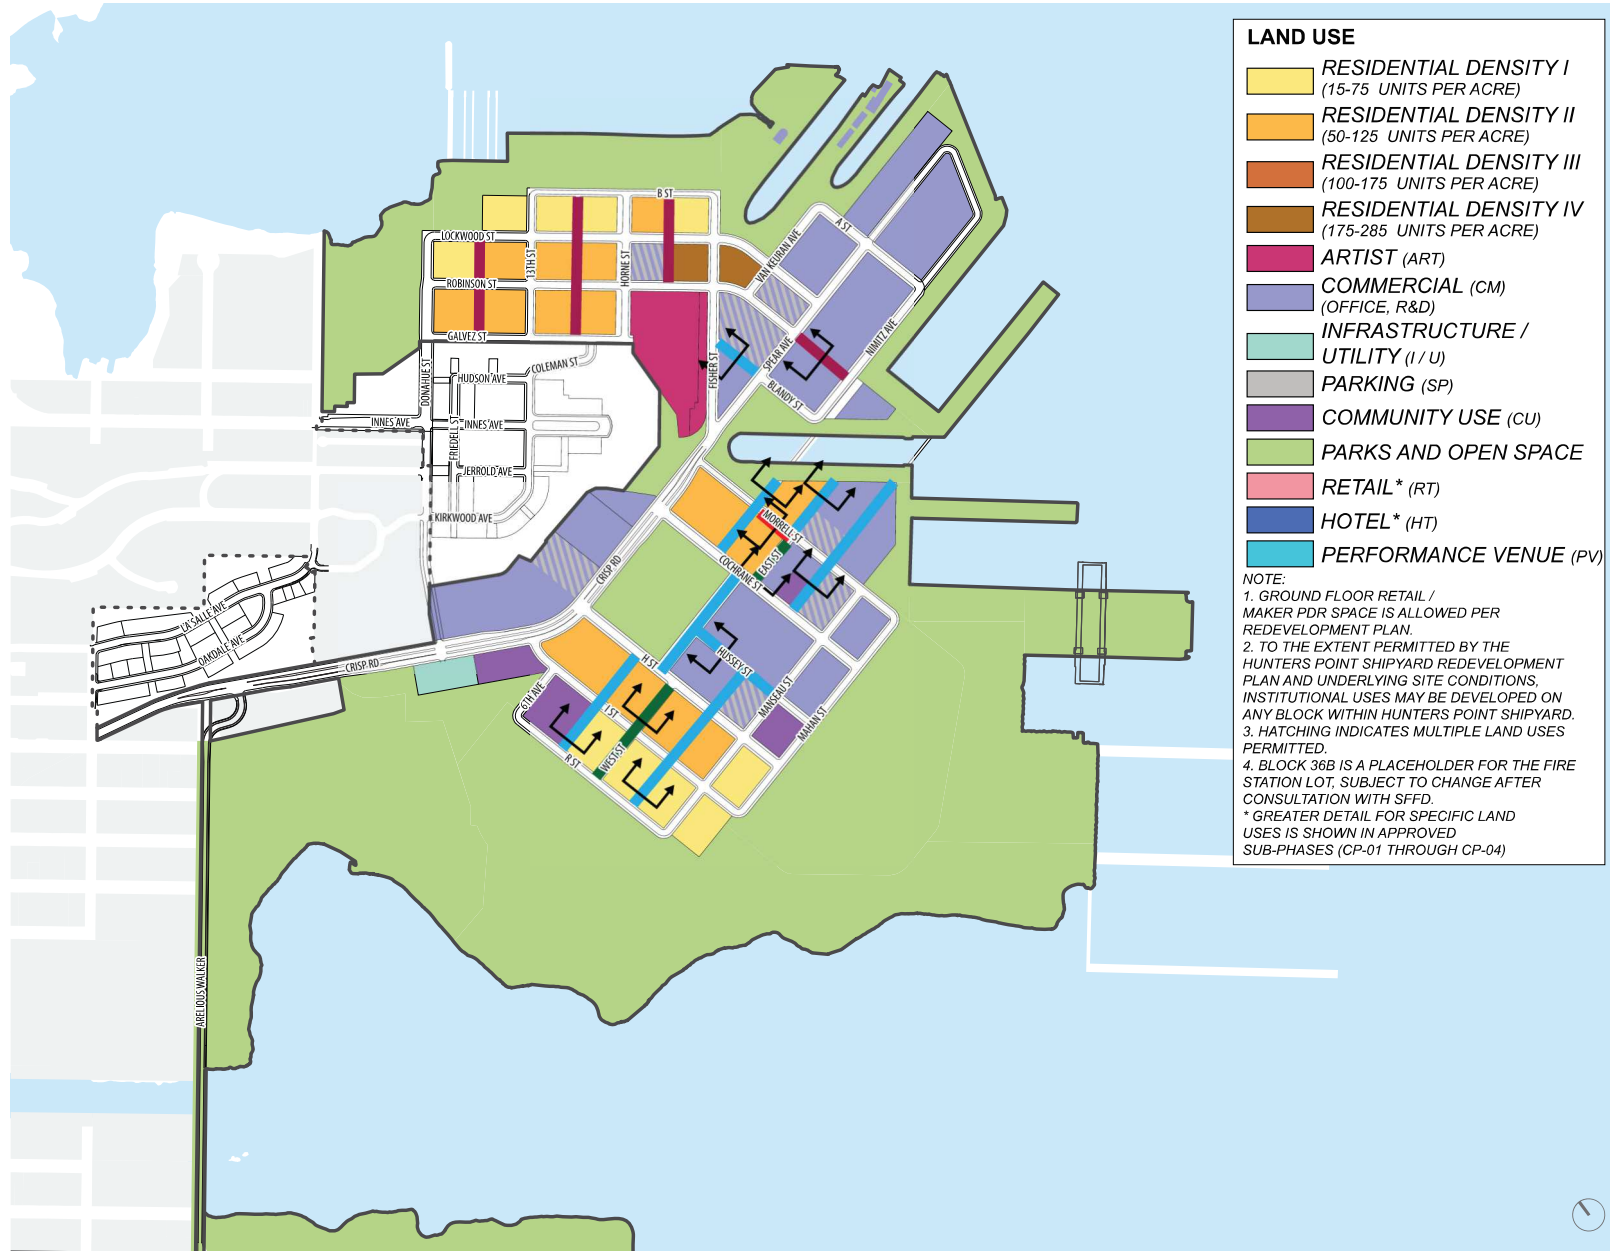 LAND USE
RESIDENTIAL DENSITY I
(15-75 UNITS PER ACRE)
RESIDENTIAL DENSITY II
(50-125 UNITS PER ACRE)
RESIDENTIAL DENSITY III
(100-175 UNITS PER ACRE)
RESIDENTIAL DENSITY IV
(175-285 UNITS PER ACRE)
ARTIST (ART)
COMMERCIAL (CM)
(OFFICE, R&D)
INFRASTRUCTURE /
UTILITY (I / U)
PARKING (SP)
COMMUNITY USE (CU)
PARKS AND OPEN SPACE
RETAIL* (RT)
HOTEL* (HT)
PERFORMANCE VENUE (PV)
NOTE:
1. GROUND FLOOR RETAIL /
MAKER PDR SPACE IS ALLOWED PER
REDEVELOPMENT PLAN.
2. TO THE EXTENT PERMITTED BY THE
HUNTERS POINT SHIPYARD REDEVELOPMENT
PLAN AND UNDERLYING SITE CONDITIONS,
INSTITUTIONAL USES MAY BE DEVELOPED ON
ANY BLOCK WITHIN HUNTERS POINT SHIPYARD.
3. HATCHING INDICATES MULTIPLE LAND USES
PERMITTED.
4. BLOCK 36B IS A PLACEHOLDER FOR THE FIRE
STATION LOT, SUBJECT TO CHANGE AFTER
CONSULTATION WITH SFFD.
* GREATER DETAIL FOR SPECIFIC LAND
USES IS SHOWN IN APPROVED
SUB-PHASES (CP-01 THROUGH CP-04)
B ST
LOCKWOOD ST
A ST
VAN KEURAN AVE
13TH ST
HORNE ST
ROBINSON ST
GALVEZ ST
SPEAR AVE
NIMITZ AVE
FISHER ST
BLANDY ST
COLEMAN ST
DONAHUE ST
HUDSON AVE
INNES AVE
INNES AVE
FRIEDELL ST
JERROLD AVE
KIRKWOOD AVE
MORRELL ST
EAST ST
COCHRANE ST
CRISP RD
LA SALLE AVE
OAKDALE AVE
CRISP RD
H ST
HUSSEY ST
6TH AVE
I ST
MANSEAU ST
MAHAN ST
WEST ST
R ST
ARELIOUS WALKER